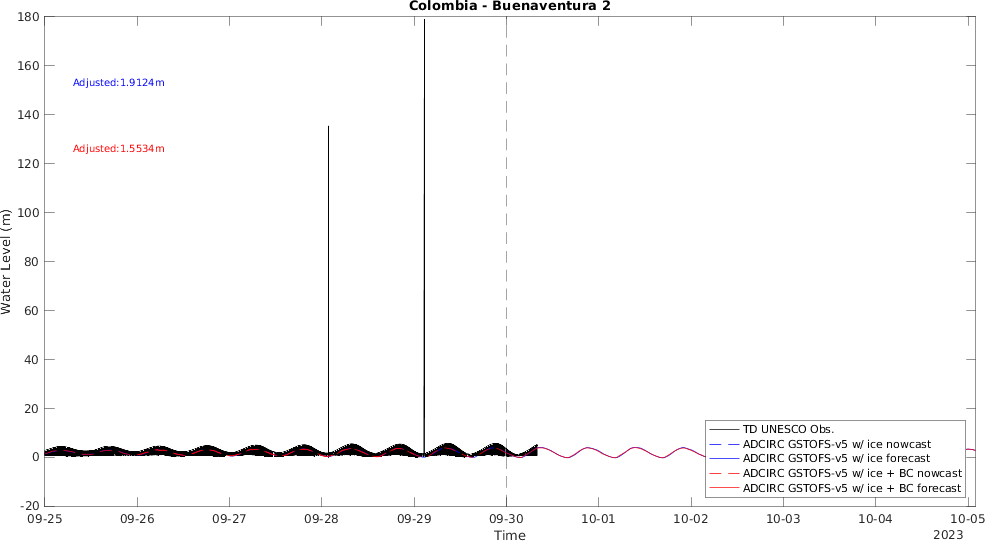 Colombia - Buenaventura 2
180
160
140
120
100
80
60
40
20
0
-20
Water Level (m)
Adjusted:1.9124m
Adjusted:1.5534m
TD UNESCO Obs.
ADCIRC GSTOFS-v5 w/ ice nowcast
ADCIRC GSTOFS-v5 w/ ice forecast
ADCIRC GSTOFS-v5 w/ ice + BC nowcast
ADCIRC GSTOFS-v5 w/ ice + BC forecast
09-25 09-26 09-27 09-28 09-29 09-30 10-01 10-02 10-03 10-04 10-05
Time
2023